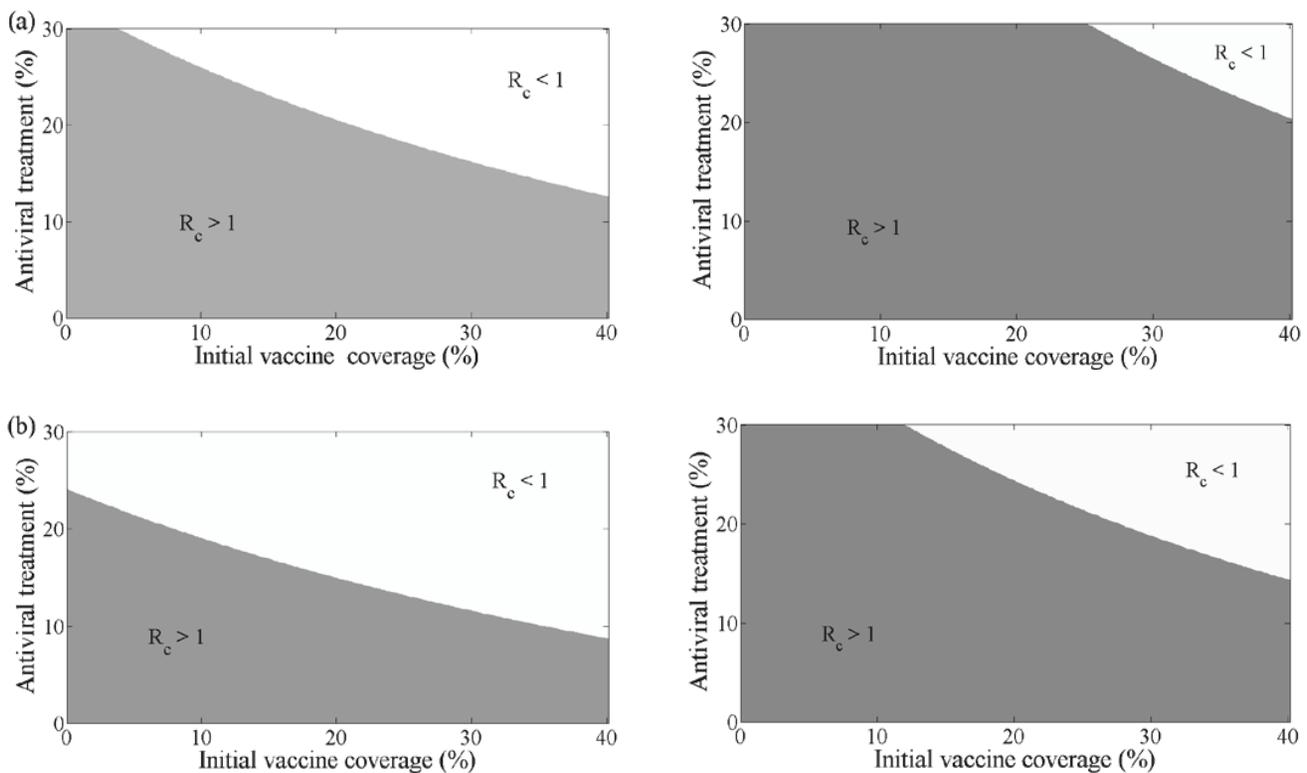 (a)
30
20
10
0
Antiviral treatment (%)
R_c < 1
R_c > 1
0 10 20 30 40
Initial vaccine coverage (%)
30
20
10
0
Antiviral treatment (%)
R_c < 1
R_c > 1
0 10 20 30 40
Initial vaccine coverage (%)
(b)
30
20
10
0
Antiviral treatment (%)
R_c < 1
R_c > 1
0 10 20 30 40
Initial vaccine coverage (%)
30
20
10
0
Antiviral treatment (%)
R_c < 1
R_c > 1
0 10 20 30 40
Initial vaccine coverage (%)